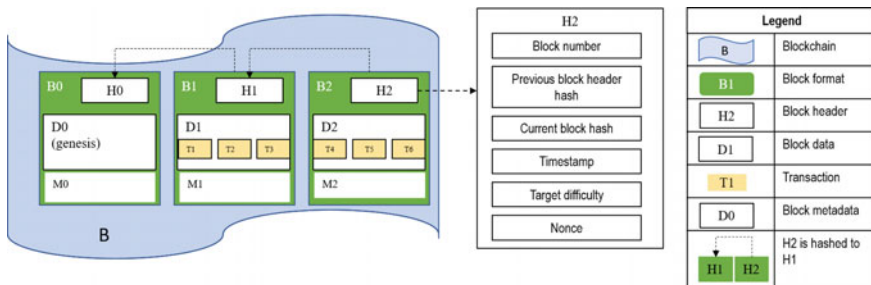 B0
H0
B1
H1
B2
H2
D0
(genesis)
D1
D2
T1
T2
T3
T4
T5
T6
M0
M1
M2
B
H2
Block number
Previous block header
hash
Current block hash
Timestamp
Target difficulty
Nonce
Legend
B
Blockchain
B1
Block format
H2
Block header
D1
Block data
T1
Transaction
D0
Block metadata
H1
H2
H2 is hashed to
H1